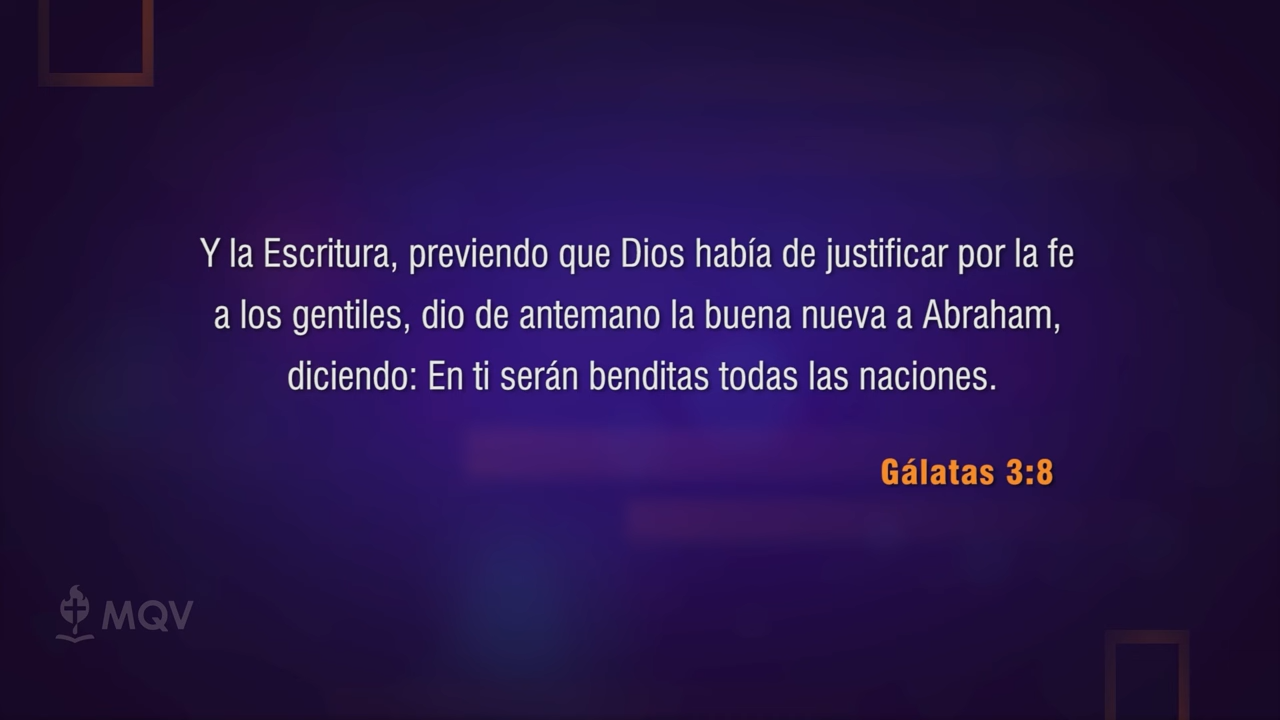 Y la Escritura, previendo que Dios había de justificar por la fe
a los gentiles, dio de antemano la buena nueva a Abraham,
diciendo: En ti serán benditas todas las naciones.
Gálatas 3:8
MQV